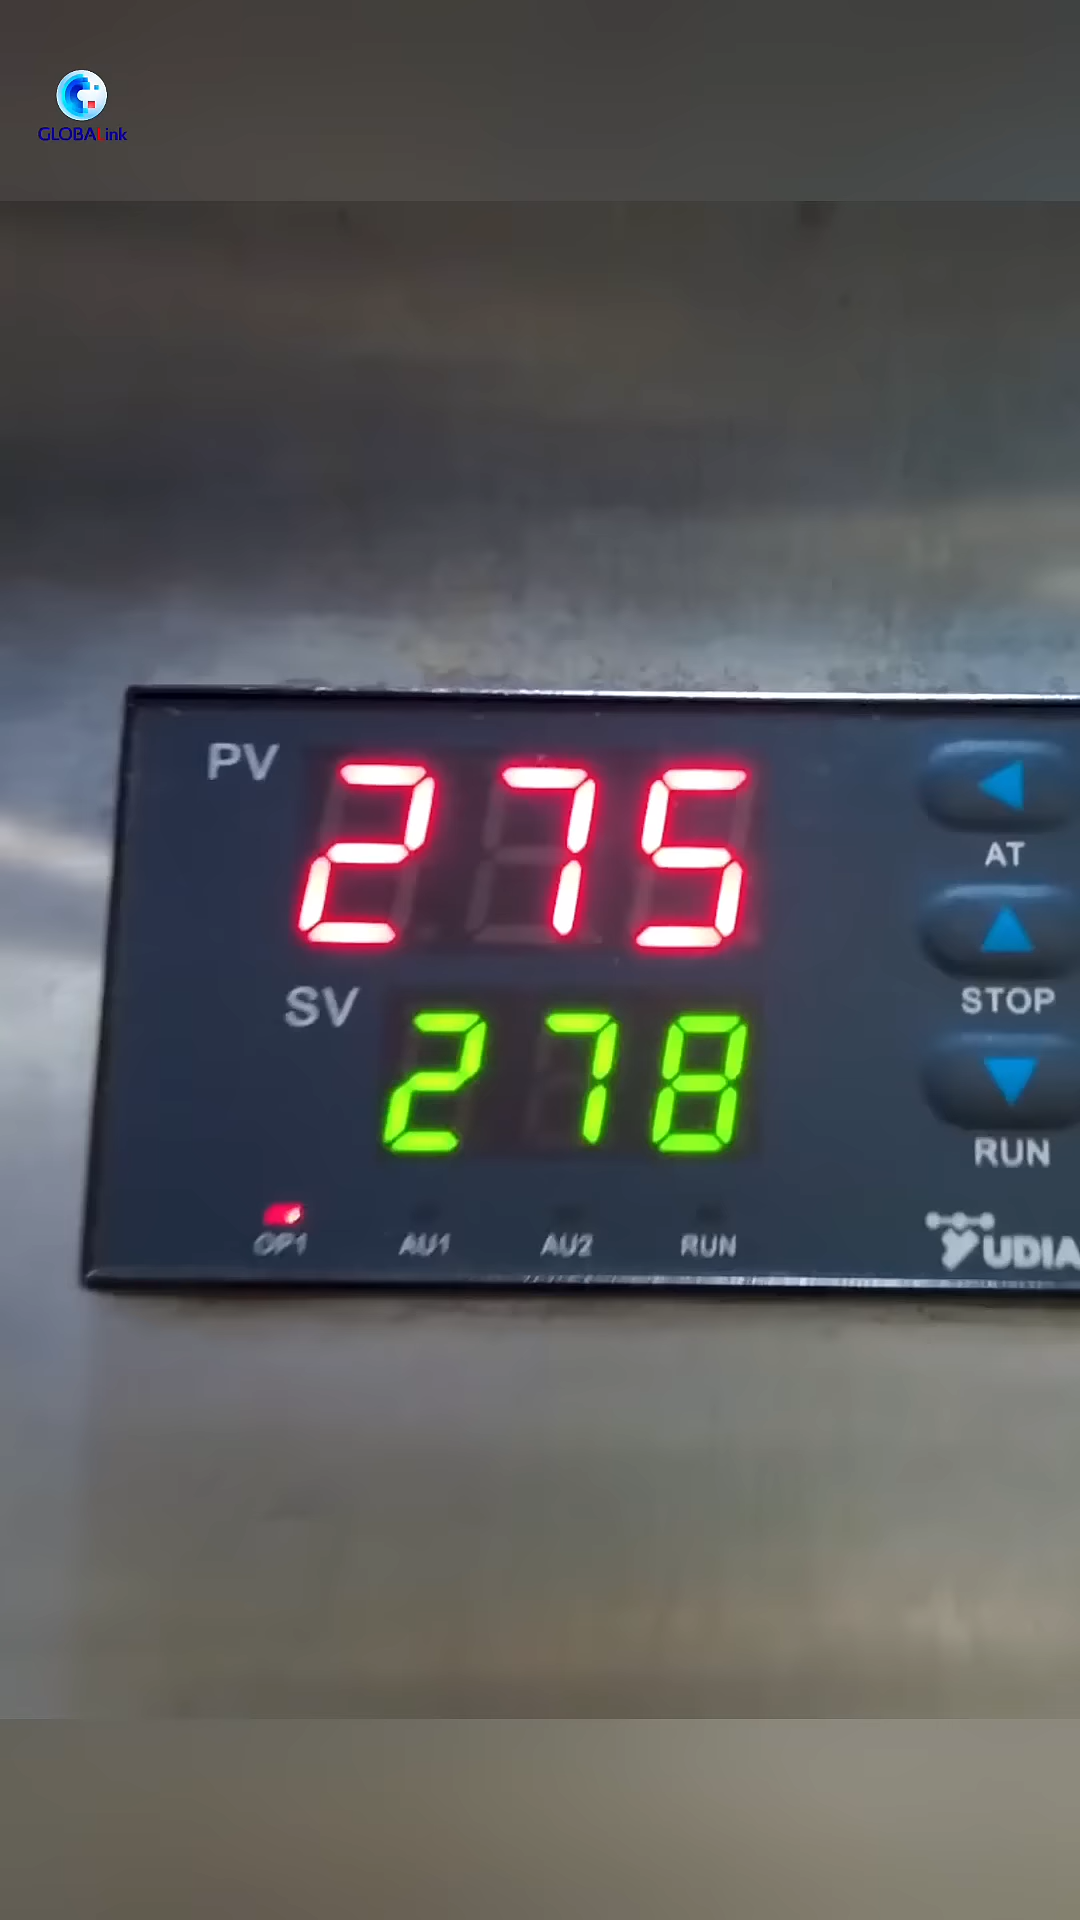 GLOBALink
PV 275
AT
SV 278
STOP
RUN
OP1 AU1 AU2 RUN
YUDIA